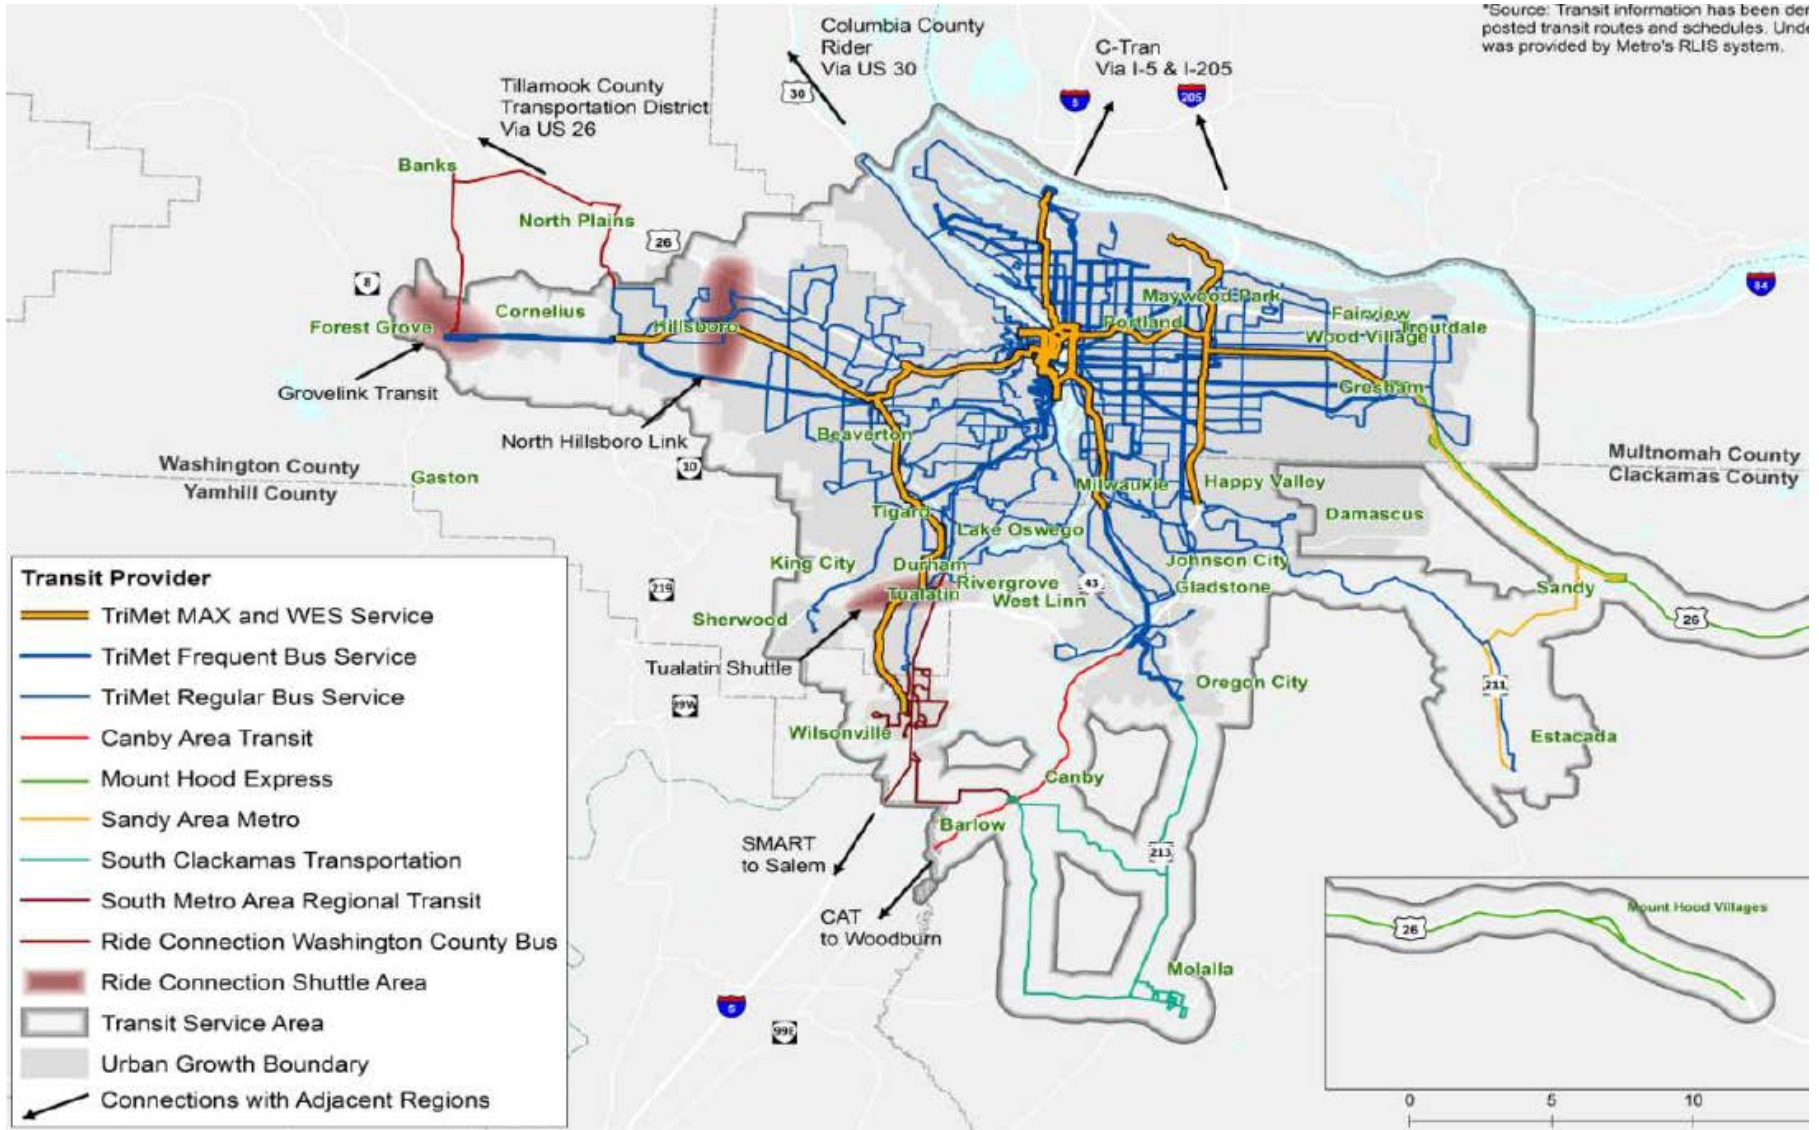 *Source: Transit information has been der
posted transit routes and schedules. Unde
was provided by Metro's RLIS system.
Columbia County
Rider
Via US 30
C-Tran
Via I-5 & I-205
30
5
205
Tillamook County
Transportation District
Via US 26
Banks
North Plains
26
8
84
Cornelius
Forest Grove
Hillsboro
Maywood Park
Portland
Fairview
Troutdale
Wood Village
Gresham
Grovelink Transit
North Hillsboro Link
Beaverton
10
Washington County
Yamhill County
Gaston
Multnomah County
Clackamas County
Milwaukie
Happy Valley
Damascus
Tigard
Lake Oswego
King City
Durham
Johnson City
Rivergrove
43
Gladstone
219
Tualatin
West Linn
Sandy
Sherwood
26
Tualatin Shuttle
Oregon City
211
99W
Wilsonville
Estacada
Canby
Barlow
SMART
to Salem
213
CAT
to Woodburn
Molalla
5
99E
Transit Provider
TriMet MAX and WES Service
TriMet Frequent Bus Service
TriMet Regular Bus Service
Canby Area Transit
Mount Hood Express
Sandy Area Metro
South Clackamas Transportation
South Metro Area Regional Transit
Ride Connection Washington County Bus
Ride Connection Shuttle Area
Transit Service Area
Urban Growth Boundary
Connections with Adjacent Regions
Mount Hood Villages
26
0 5 10